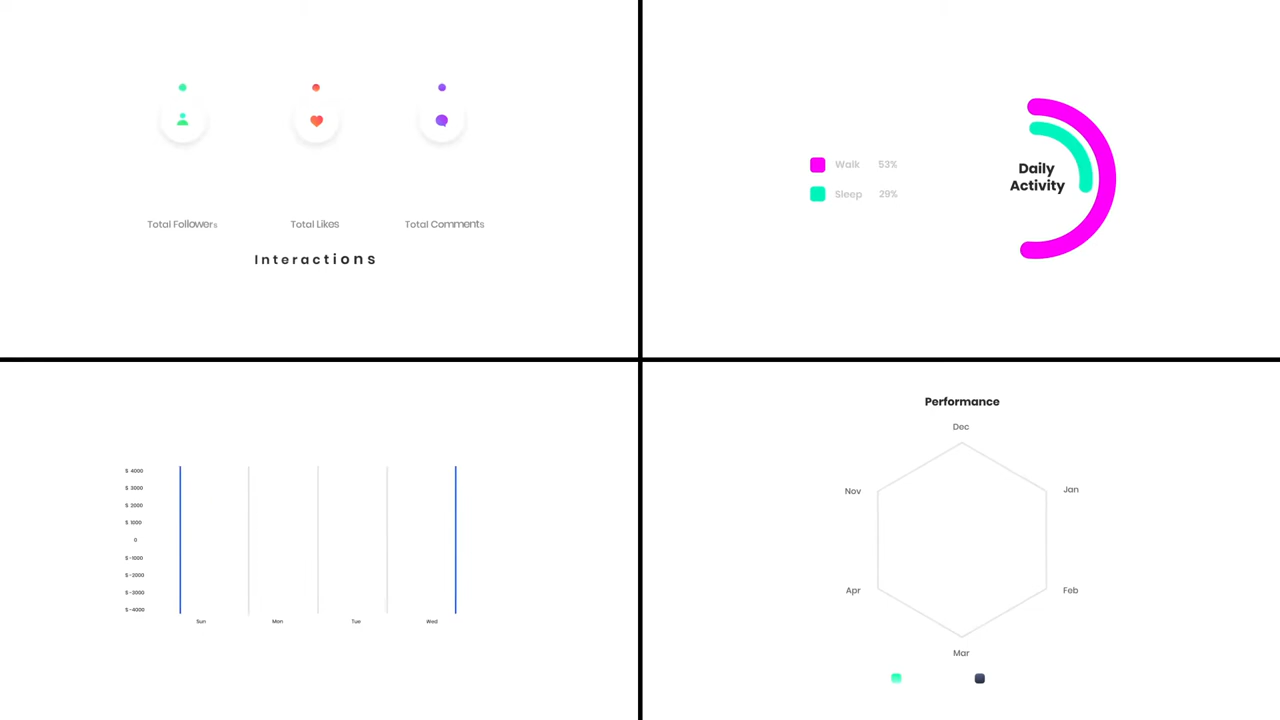 Total Followers
Total Likes
Total Comments
Interactions
Walk 53%
Sleep 29%
Daily
Activity
$ 4000
$ 3000
$ 2000
$ 1000
0
$ -1000
$ -2000
$ -3000
$ -4000
Sun Mon Tue Wed
Performance
Dec
Nov
Jan
Apr
Feb
Mar